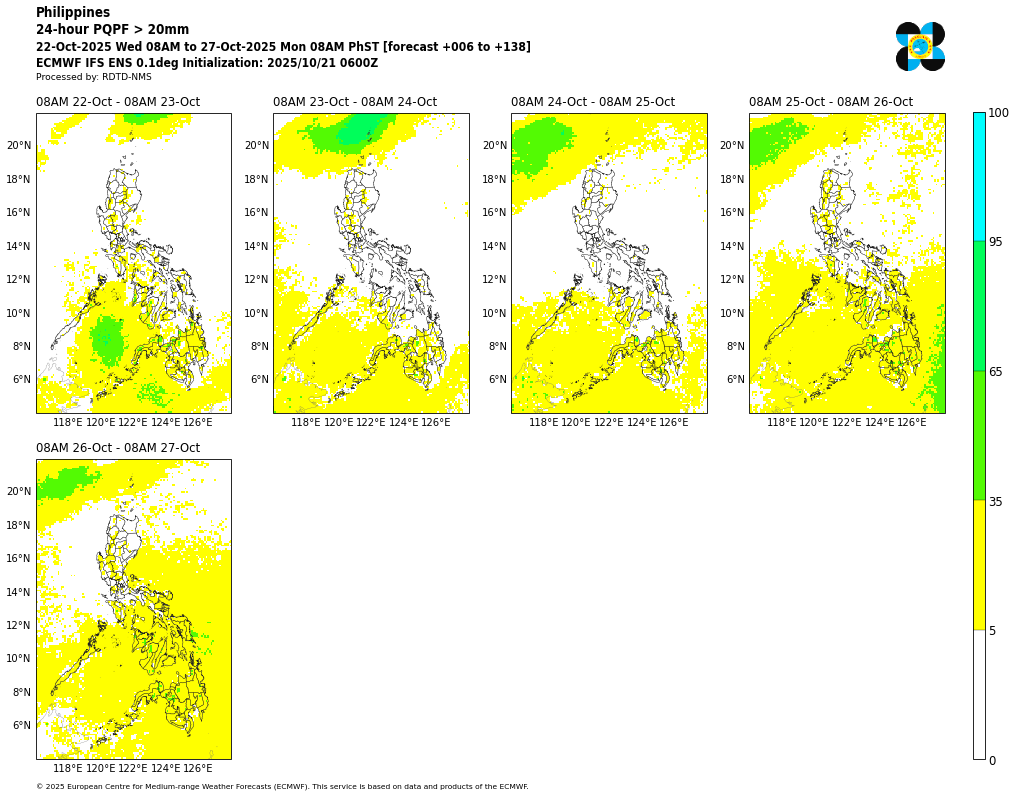 Philippines
24-hour PQPF > 20mm
22-Oct-2025 Wed 08AM to 27-Oct-2025 Mon 08AM PhST [forecast +006 to +138]
ECMWF IFS ENS 0.1deg Initialization: 2025/10/21 0600Z
Processed by: RDTD-NMS
08AM 22-Oct - 08AM 23-Oct
08AM 23-Oct - 08AM 24-Oct
08AM 24-Oct - 08AM 25-Oct
08AM 25-Oct - 08AM 26-Oct
20°N 20°N 20°N 20°N
18°N 18°N 18°N 18°N
16°N 16°N 16°N 16°N
14°N 14°N 14°N 14°N
12°N 12°N 12°N 12°N
10°N 10°N 10°N 10°N
8°N 8°N 8°N 8°N
6°N 6°N 6°N 6°N
118°E 120°E 122°E 124°E 126°E
118°E 120°E 122°E 124°E 126°E
118°E 120°E 122°E 124°E 126°E
118°E 120°E 122°E 124°E 126°E
08AM 26-Oct - 08AM 27-Oct
20°N
18°N
16°N
14°N
12°N
10°N
8°N
6°N
118°E 120°E 122°E 124°E 126°E
100
95
65
35
5
0
© 2025 European Centre for Medium-range Weather Forecasts (ECMWF). This service is based on data and products of the ECMWF.